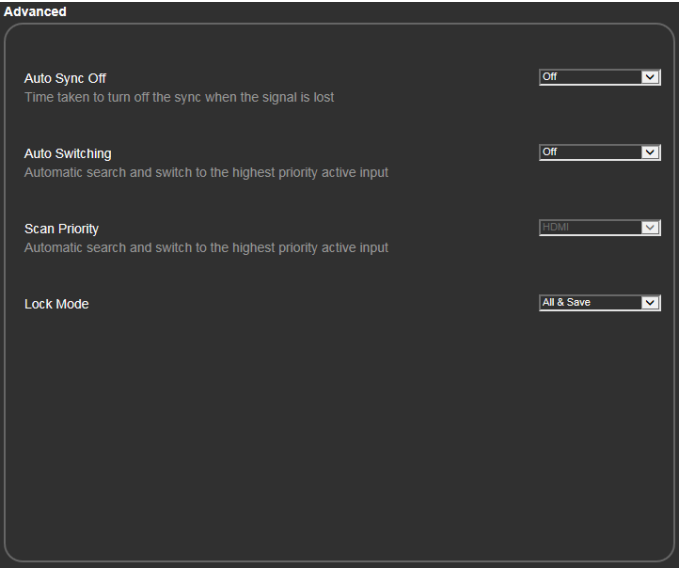 Advanced
Auto Sync Off
Off
Time taken to turn off the sync when the signal is lost
Auto Switching
Off
Automatic search and switch to the highest priority active input
Scan Priority
HDMI
Automatic search and switch to the highest priority active input
Lock Mode
All & Save